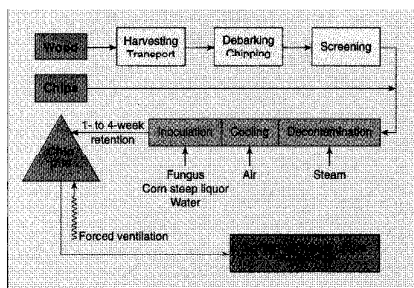 Wood
Harvesting
Transport
Debarking
Chipping
Screening
Chips
1- to 4-week
retention
Inoculation
Cooling
Decontamination
Fungus
Corn steep liquor
Water
Air
Steam
Forced ventilation